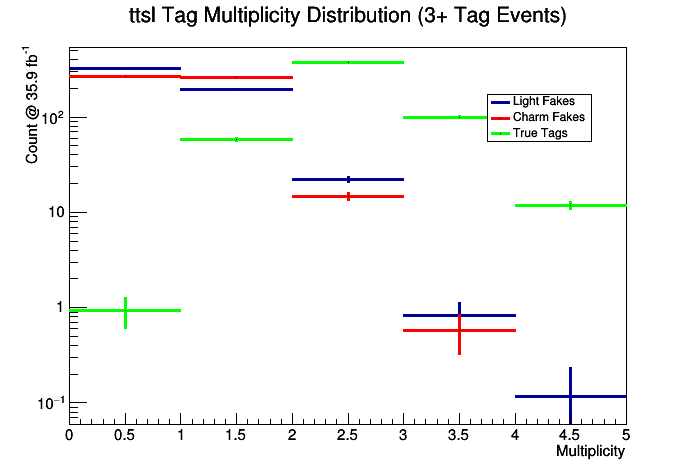 ttsl Tag Multiplicity Distribution (3+ Tag Events)
Count @ 35.9 fb⁻¹
10²
10
1
10⁻¹
Light Fakes
Charm Fakes
True Tags
0 0.5 1 1.5 2 2.5 3 3.5 4 4.5 5
Multiplicity